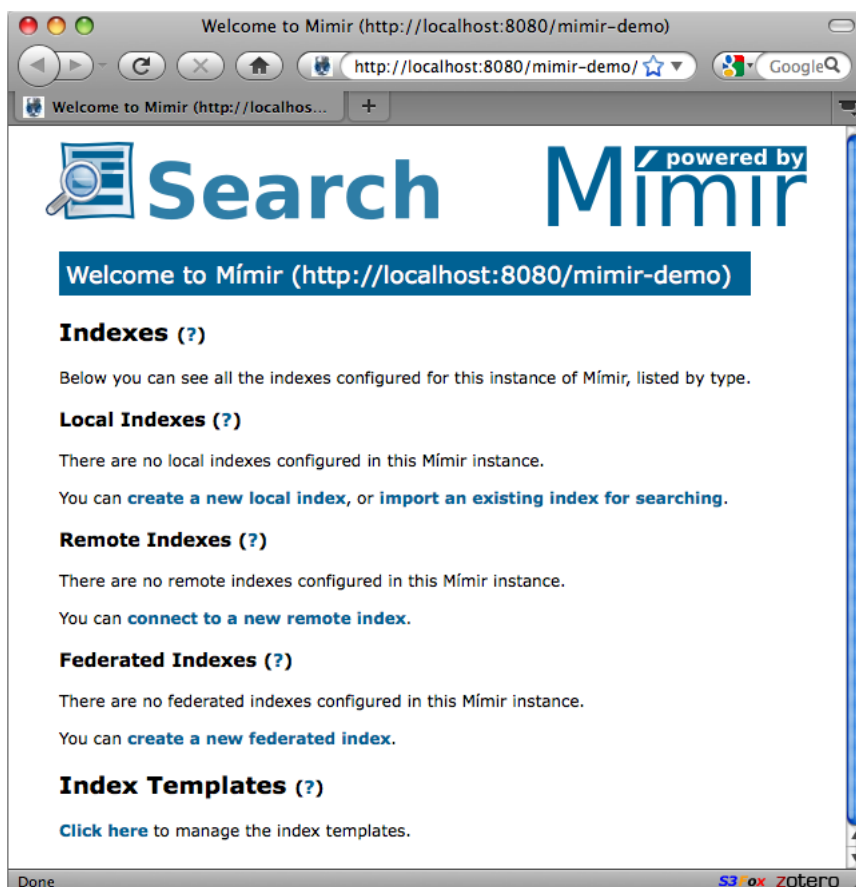 Welcome to Mimir (http://localhost:8080/mimir-demo)
http://localhost:8080/mimir-demo/
Google
Welcome to Mimir (http://localhos...
+
Search
powered by
Mímir
Welcome to Mímir (http://localhost:8080/mimir-demo)
Indexes (?)
Below you can see all the indexes configured for this instance of Mímir, listed by type.
Local Indexes (?)
There are no local indexes configured in this Mímir instance.
You can create a new local index, or import an existing index for searching.
Remote Indexes (?)
There are no remote indexes configured in this Mímir instance.
You can connect to a new remote index.
Federated Indexes (?)
There are no federated indexes configured in this Mímir instance.
You can create a new federated index.
Index Templates (?)
Click here to manage the index templates.
Done
S3Fox zotero